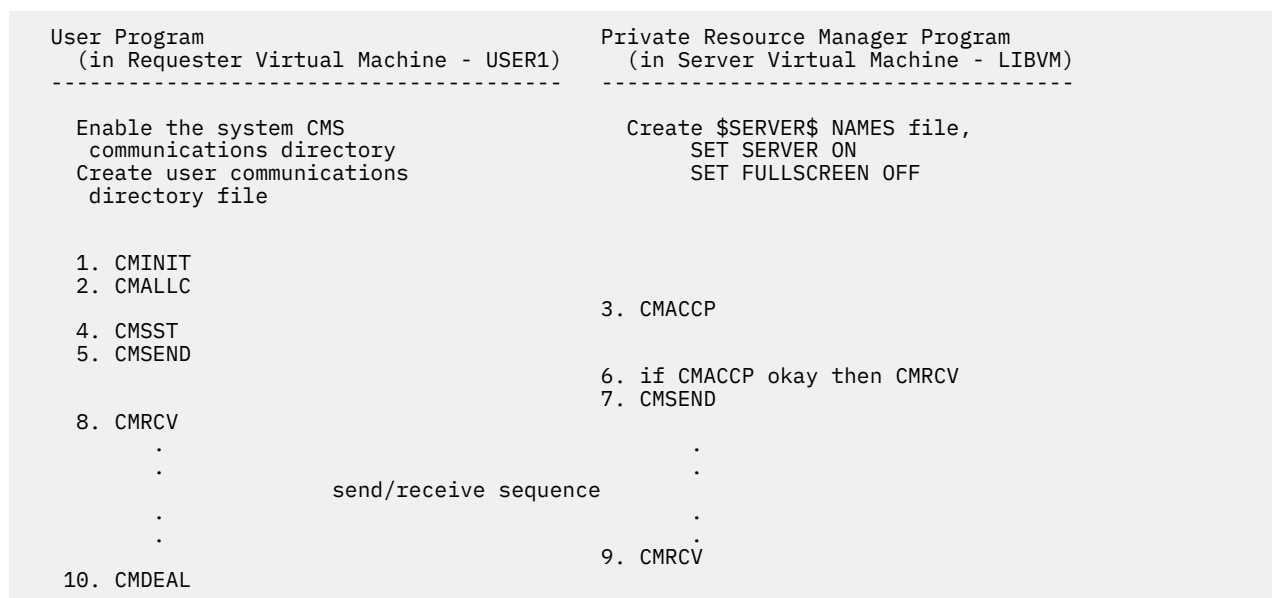 User Program                                Private Resource Manager Program
  (in Requester Virtual Machine - USER1)      (in Server Virtual Machine - LIBVM)
----------------------------------------    -------------------------------------
  Enable the system CMS                       Create $SERVER$ NAMES file,
   communications directory                        SET SERVER ON
  Create user communications                       SET FULLSCREEN OFF
   directory file
  1. CMINIT
  2. CMALLC
                                            3. CMACCP
  4. CMSST
  5. CMSEND
                                            6. if CMACCP okay then CMRCV
                                            7. CMSEND
  8. CMRCV
        .                                          .
        .                                          .
                      send/receive sequence
        .                                          .
        .                                          .
                                            9. CMRCV
 10. CMDEAL